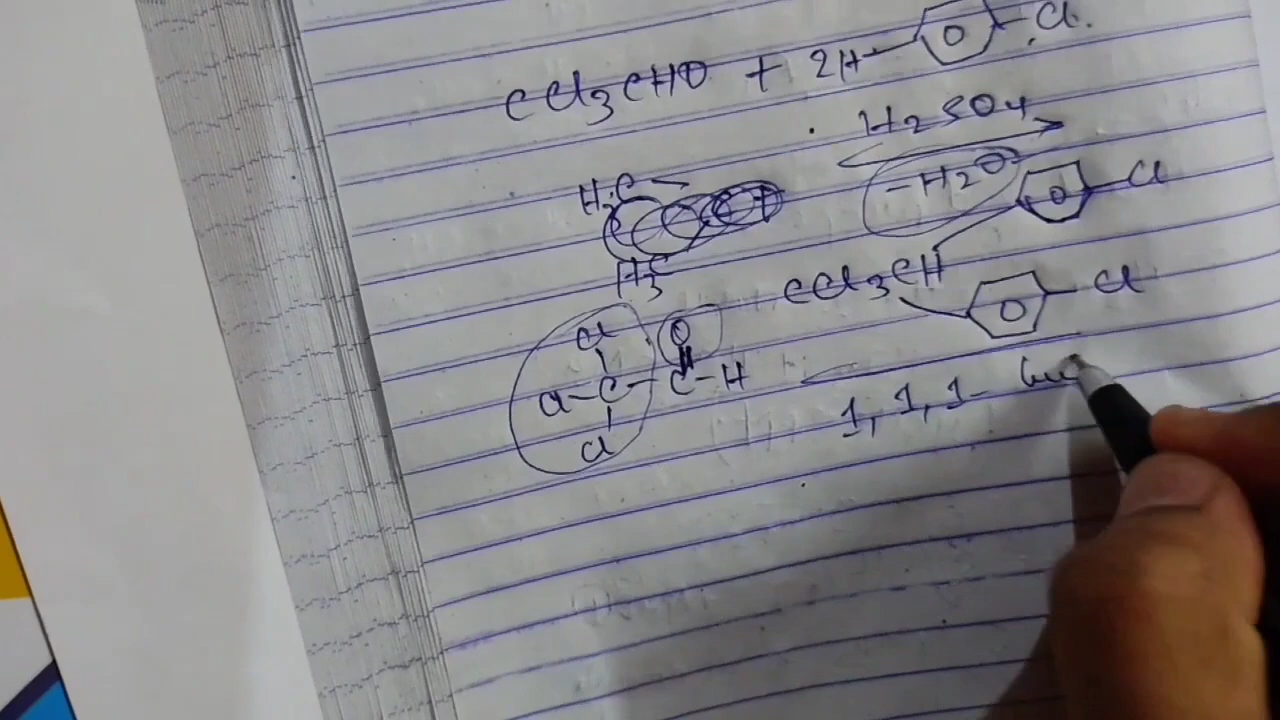 CCl3CHO + 2H- Cl.
H2SO4
-H2O
Cl
H3C
H3C
CCl3CH
Cl
Cl O
Cl-C-C-H
Cl
1, 1, 1-